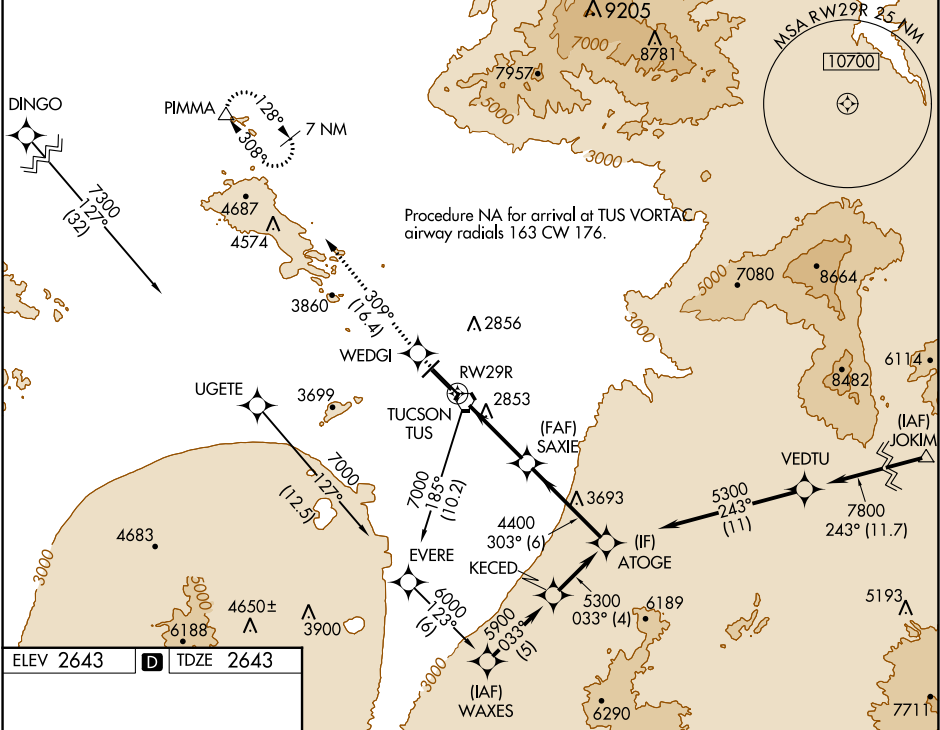 9205
7000
8781
7957
5000
3000
MSA RW29R 25 NM
10700
DINGO
PIMMA
128°
308°
7 NM
7300
127°
(32)
4687
4574
Procedure NA for arrival at TUS VORTAC
airway radials 163 CW 176.
5000
7080
8664
3860
309°
(16.4)
2856
3000
WEDGI
RW29R
6114
8482
UGETE
3699
TUCSON
TUS
2853
(FAF)
SAXIE
(IAF)
JOKIM
VEDTU
7000
127°
(12.5)
7000
185°
(10.2)
3693
5300
243°
(11)
7800
243° (11.7)
4400
303° (6)
4683
(IF)
ATOGE
EVERE
KECED
3000
5000
6000
123°
(6)
5300
033° (4)
6189
5193
4650±
3900
5900
033°
(5)
6188
3000
ELEV 2643
D
TDZE 2643
(IAF)
WAXES
6290
7711